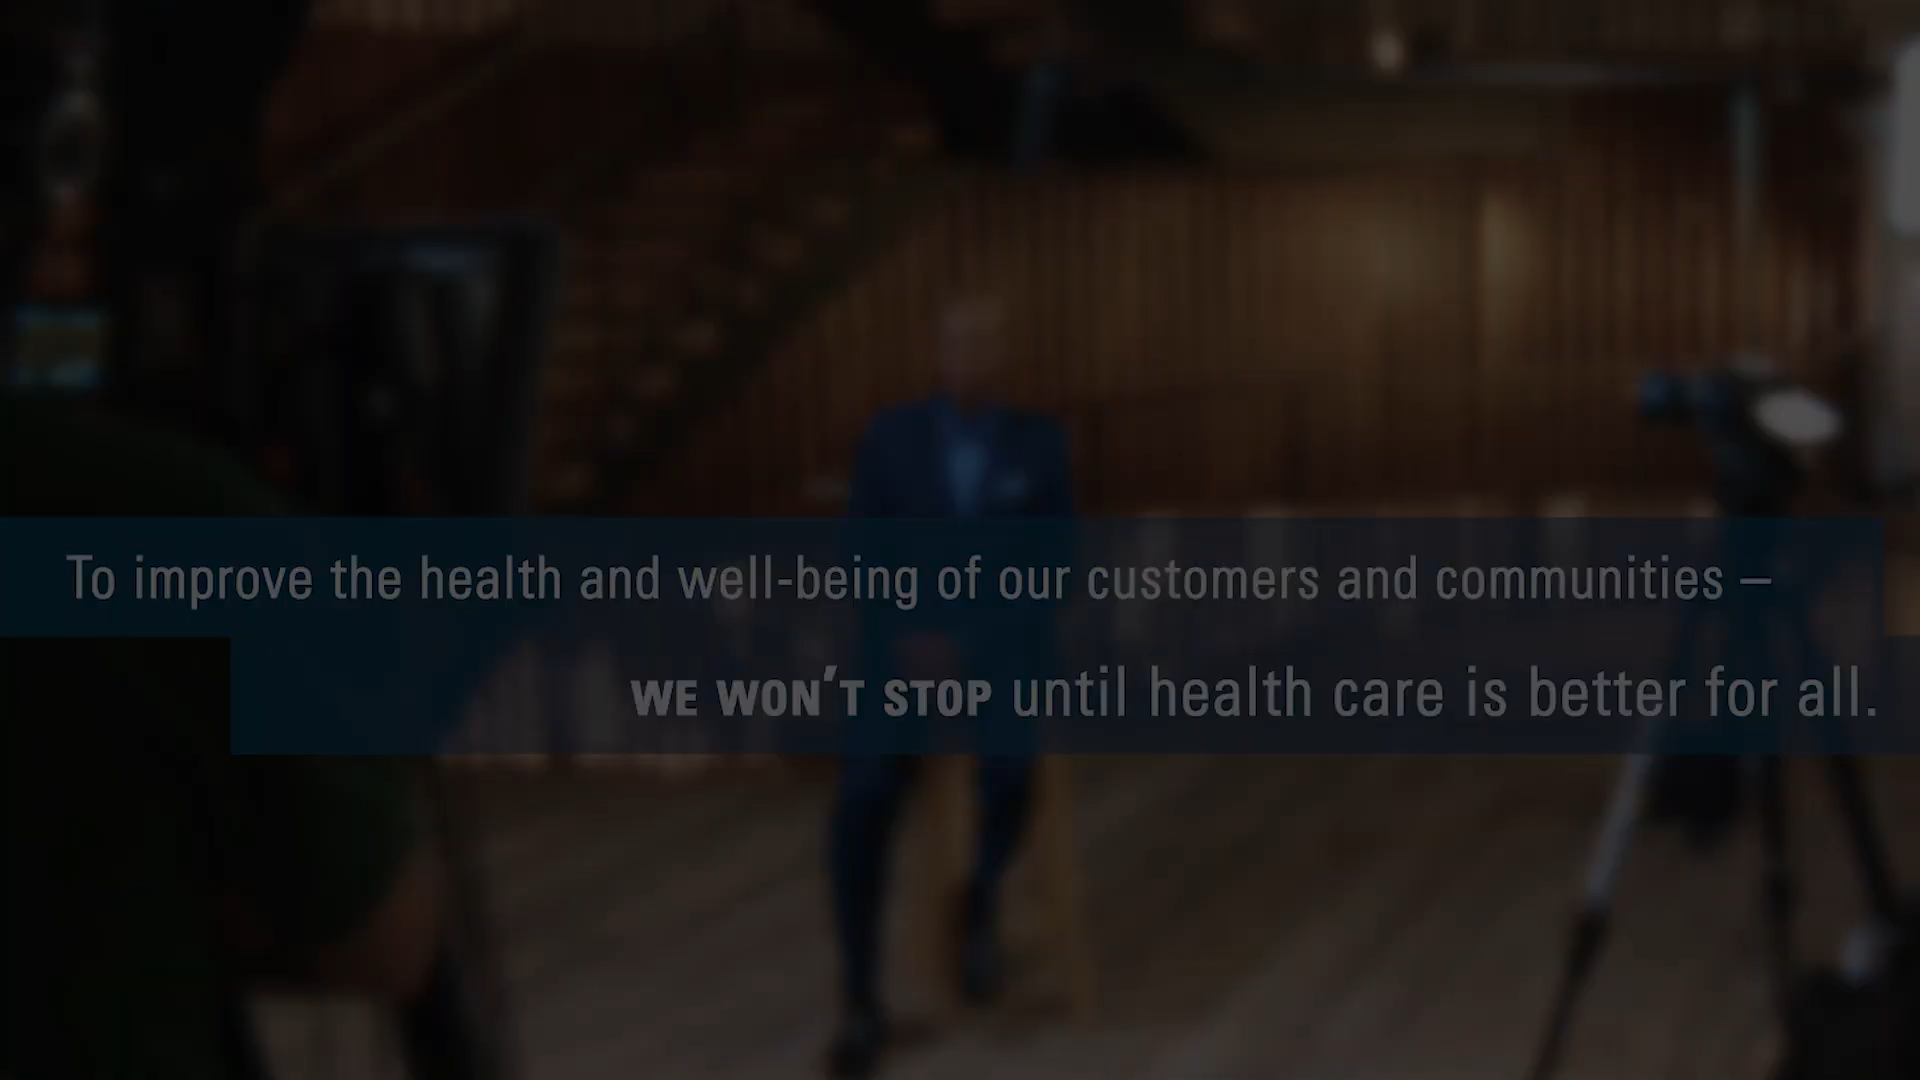 To improve the health and well-being of our customers and communities –
WE WON'T STOP until health care is better for all.